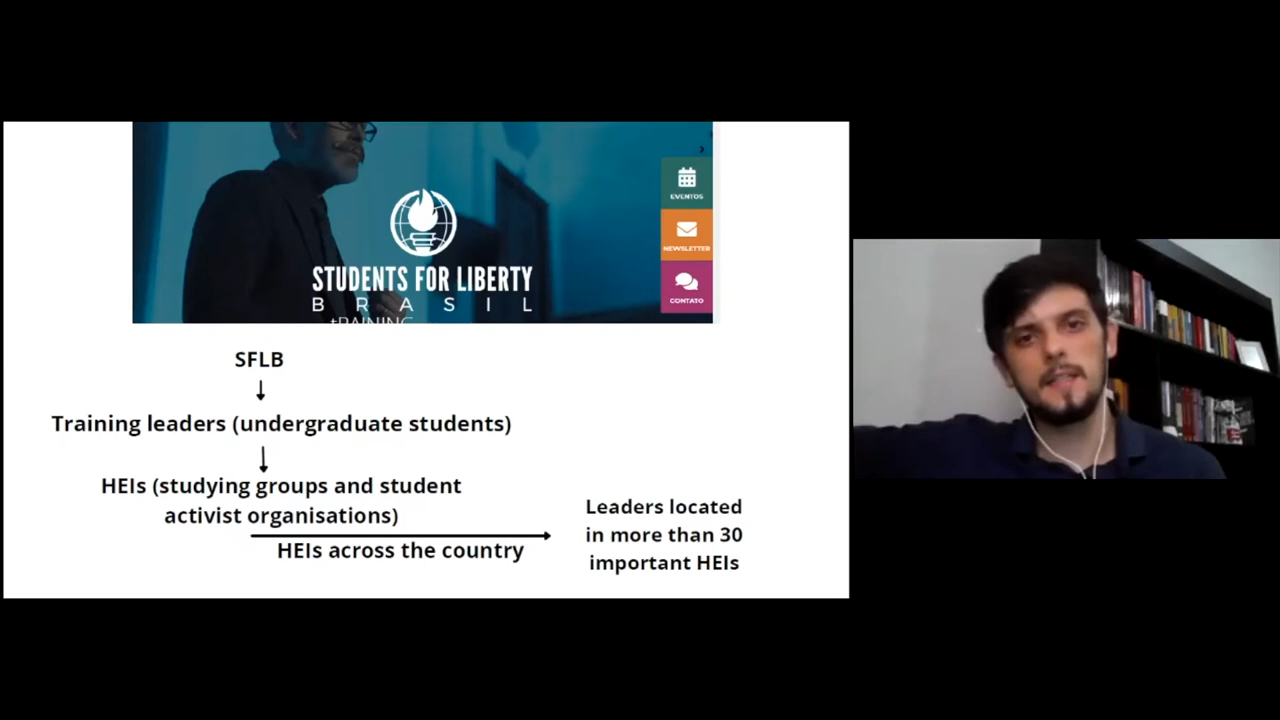 EVENTOS
NEWSLETTER
CONTATO
STUDENTS FOR LIBERTY
BRASIL
SFLB
Training leaders (undergraduate students)
HEIs (studying groups and student
activist organisations)
HEIs across the country
Leaders located
in more than 30
important HEIs